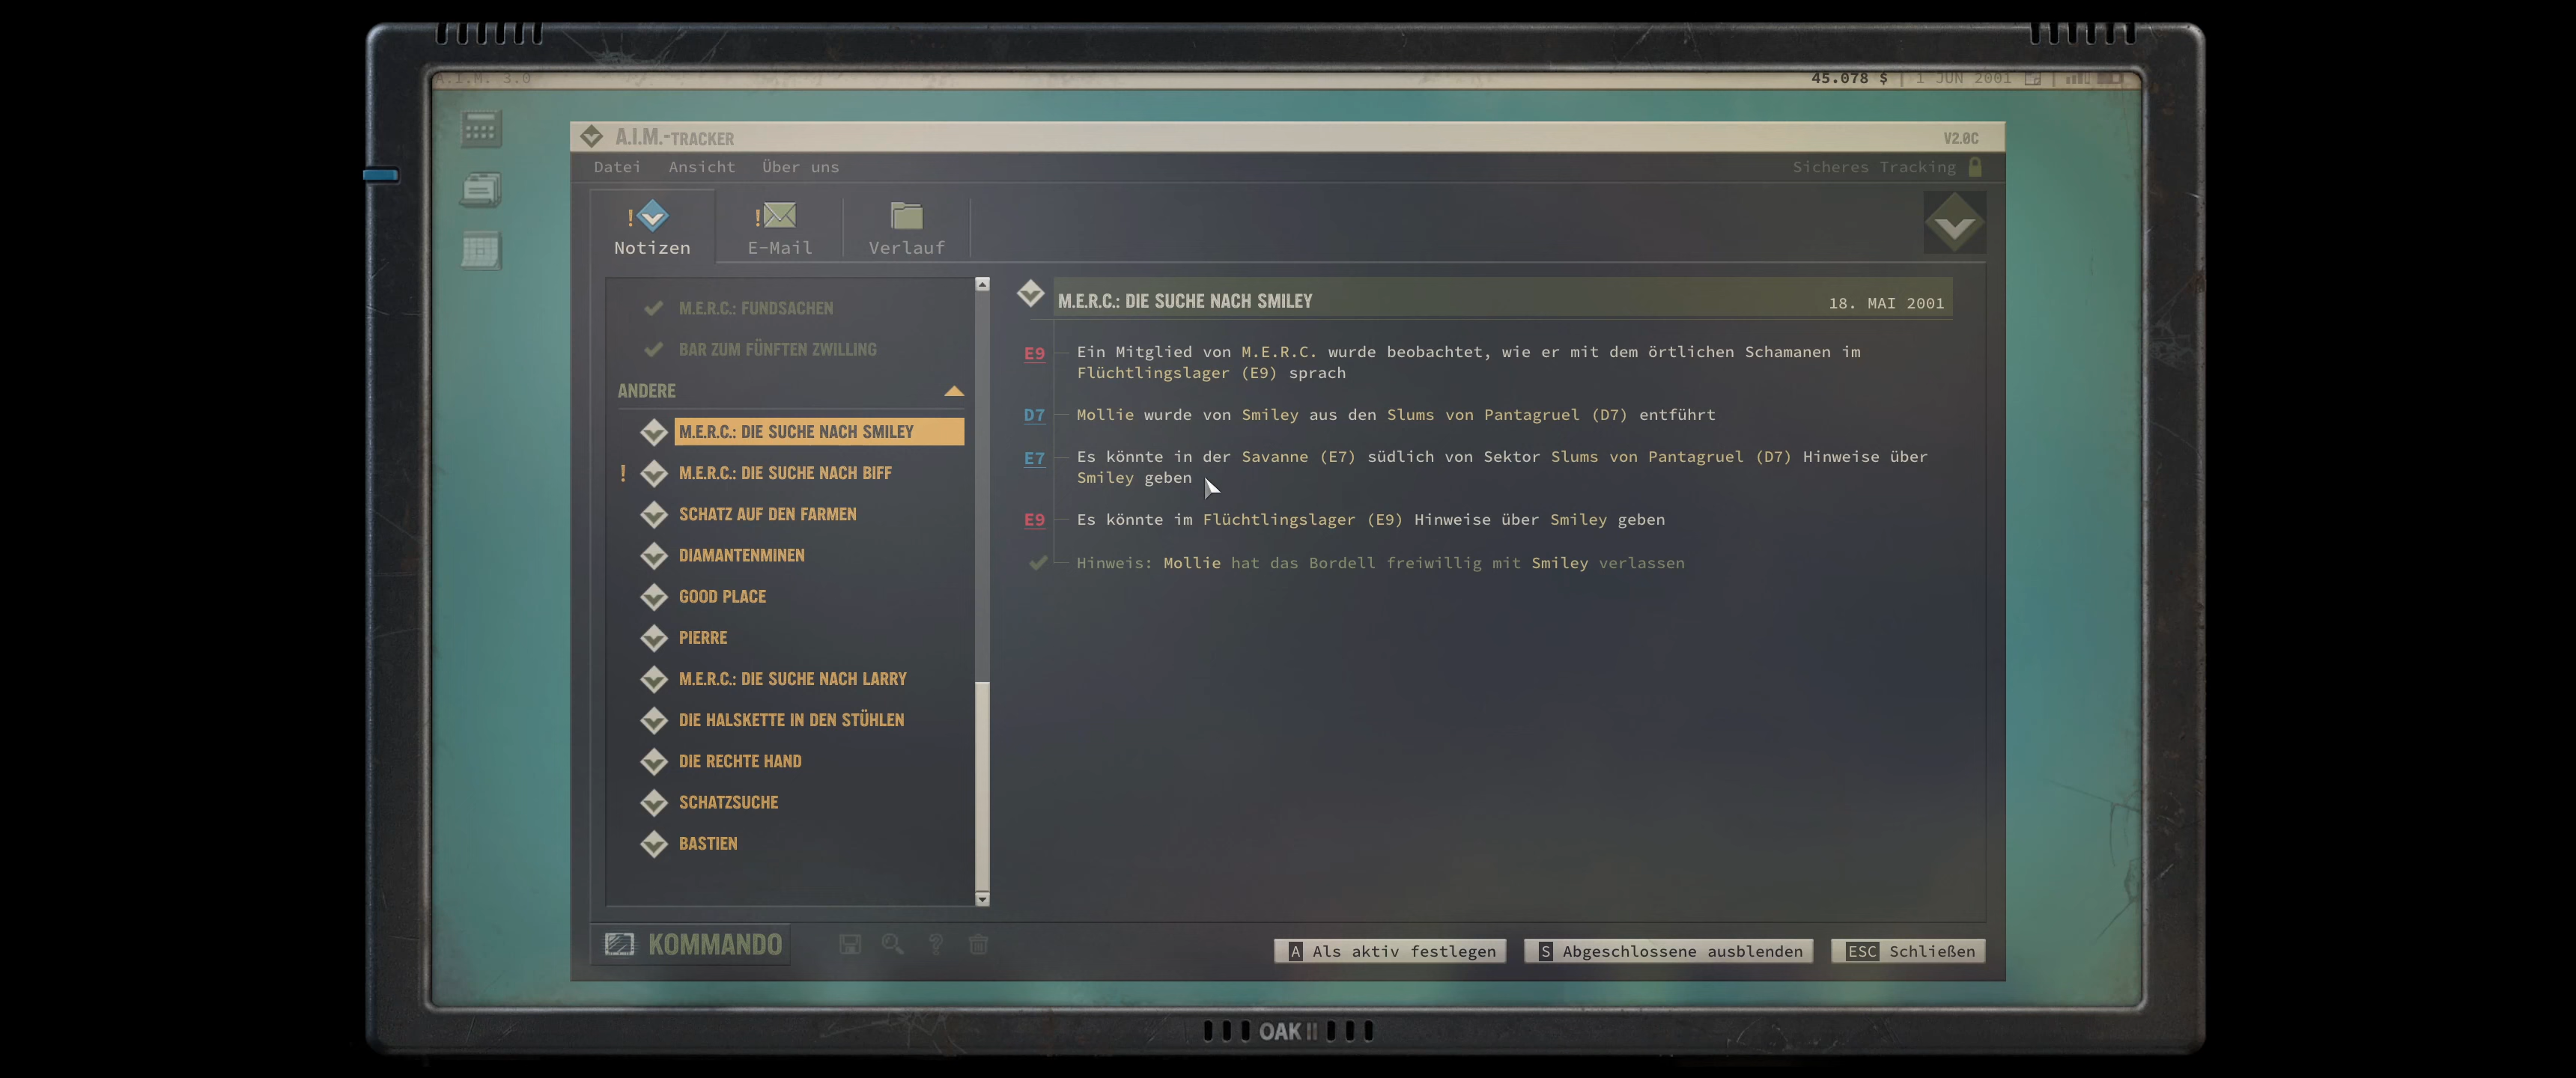 A.I.M. 3.0
45.078 $ | 1 JUN 2001
A.I.M.-TRACKER
V2.0C
Datei Ansicht Über uns
Sicheres Tracking
! Notizen
! E-Mail
Verlauf
M.E.R.C.: FUNDSACHEN
BAR ZUM FÜNFTEN ZWILLING
ANDERE
M.E.R.C.: DIE SUCHE NACH SMILEY
! M.E.R.C.: DIE SUCHE NACH BIFF
SCHATZ AUF DEN FARMEN
DIAMANTENMINEN
GOOD PLACE
PIERRE
M.E.R.C.: DIE SUCHE NACH LARRY
DIE HALSKETTE IN DEN STÜHLEN
DIE RECHTE HAND
SCHATZSUCHE
BASTIEN
M.E.R.C.: DIE SUCHE NACH SMILEY
18. MAI 2001
E9 Ein Mitglied von M.E.R.C. wurde beobachtet, wie er mit dem örtlichen Schamanen im
Flüchtlingslager (E9) sprach
D7 Mollie wurde von Smiley aus den Slums von Pantagruel (D7) entführt
E7 Es könnte in der Savanne (E7) südlich von Sektor Slums von Pantagruel (D7) Hinweise über
Smiley geben
E9 Es könnte im Flüchtlingslager (E9) Hinweise über Smiley geben
Hinweis: Mollie hat das Bordell freiwillig mit Smiley verlassen
KOMMANDO
?
A Als aktiv festlegen
S Abgeschlossene ausblenden
ESC Schließen
OAK II